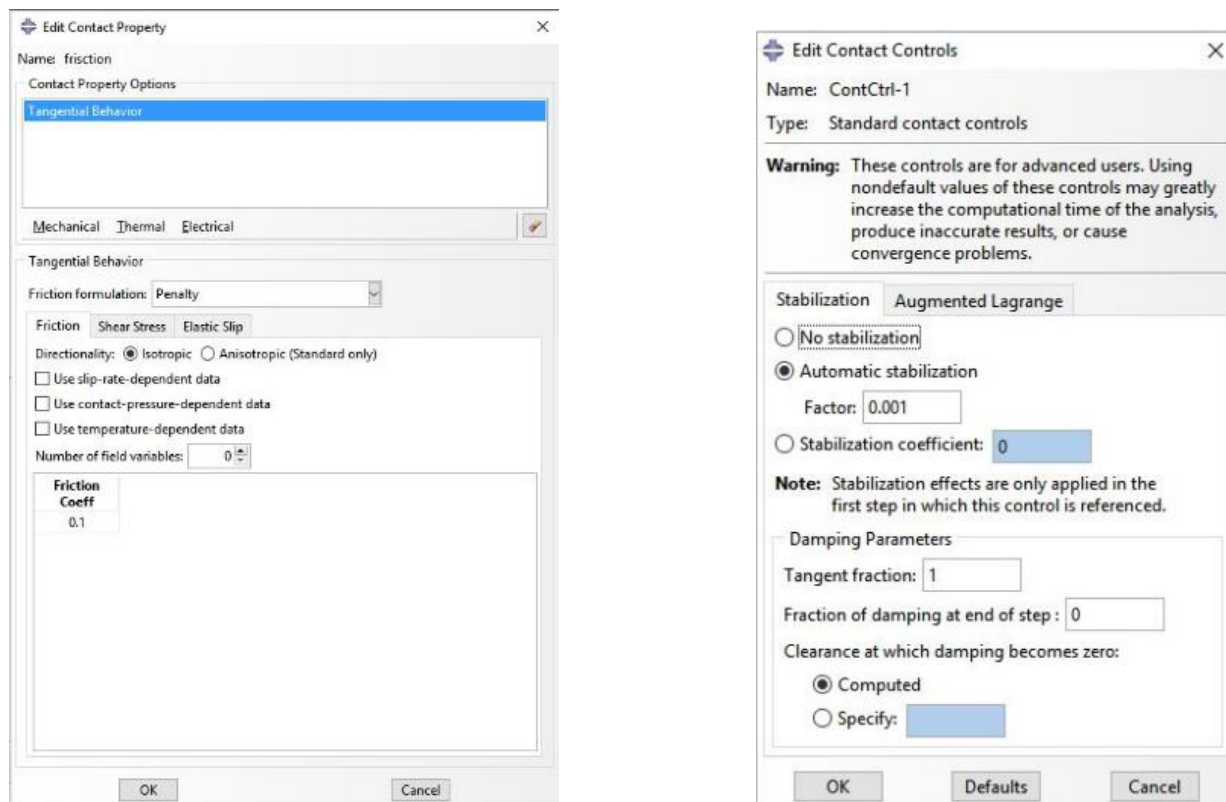 Edit Contact Property
Name: frisction
Contact Property Options
Tangential Behavior
Mechanical Thermal Electrical
Tangential Behavior
Friction formulation: Penalty
Friction Shear Stress Elastic Slip
Directionality: Isotropic Anisotropic (Standard only)
Use slip-rate-dependent data
Use contact-pressure-dependent data
Use temperature-dependent data
Number of field variables: 0
Friction
Coeff
0.1
OK Cancel
Edit Contact Controls
Name: ContCtrl-1
Type: Standard contact controls
Warning: These controls are for advanced users. Using
nondefault values of these controls may greatly
increase the computational time of the analysis,
produce inaccurate results, or cause
convergence problems.
Stabilization Augmented Lagrange
No stabilization
Automatic stabilization
Factor: 0.001
Stabilization coefficient: 0
Note: Stabilization effects are only applied in the
first step in which this control is referenced.
Damping Parameters
Tangent fraction: 1
Fraction of damping at end of step : 0
Clearance at which damping becomes zero:
Computed
Specify:
OK Defaults Cancel